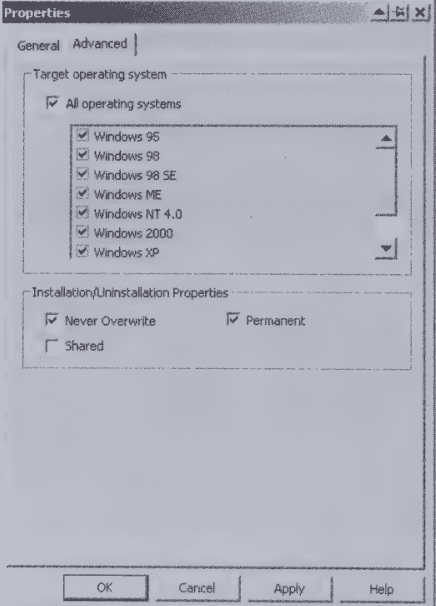 Properties
General Advanced
Target operating system
All operating systems
Windows 95
Windows 98
Windows 98 SE
Windows ME
Windows NT 4.0
Windows 2000
Windows XP
Installation/Uninstallation Properties
Never Overwrite Permanent
Shared
OK Cancel Apply Help